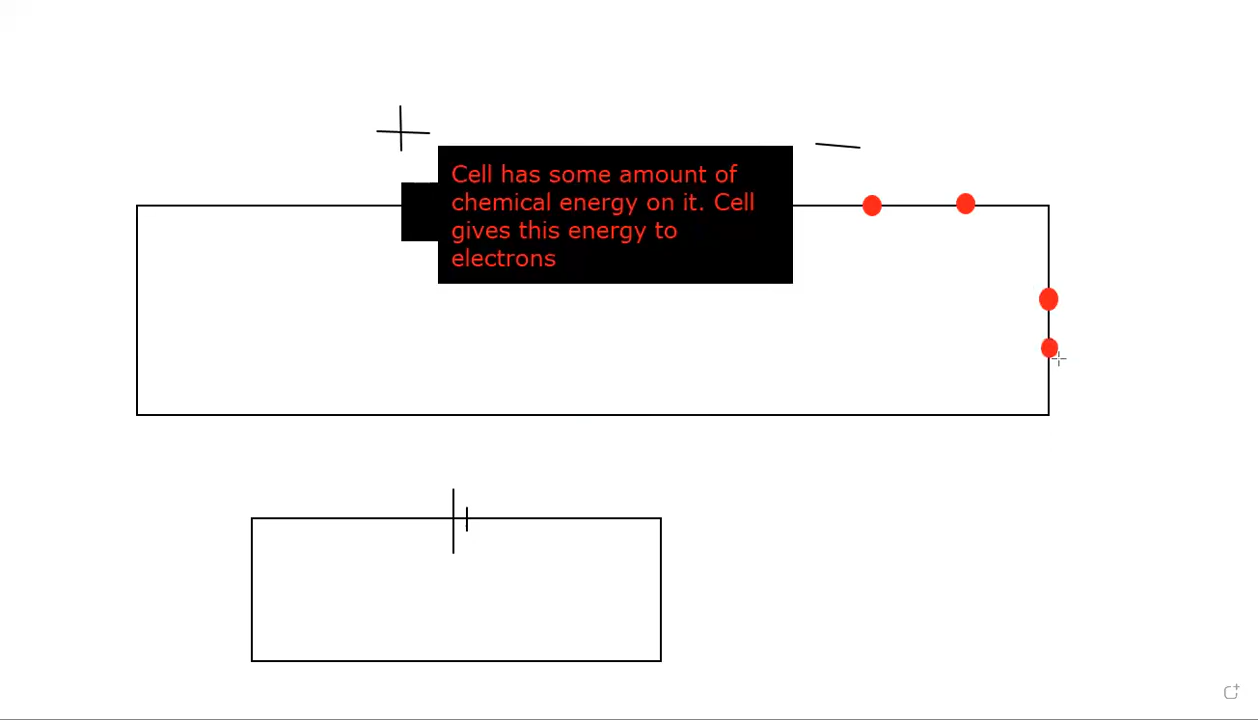 +
–
Cell has some amount of
chemical energy on it. Cell
gives this energy to
electrons